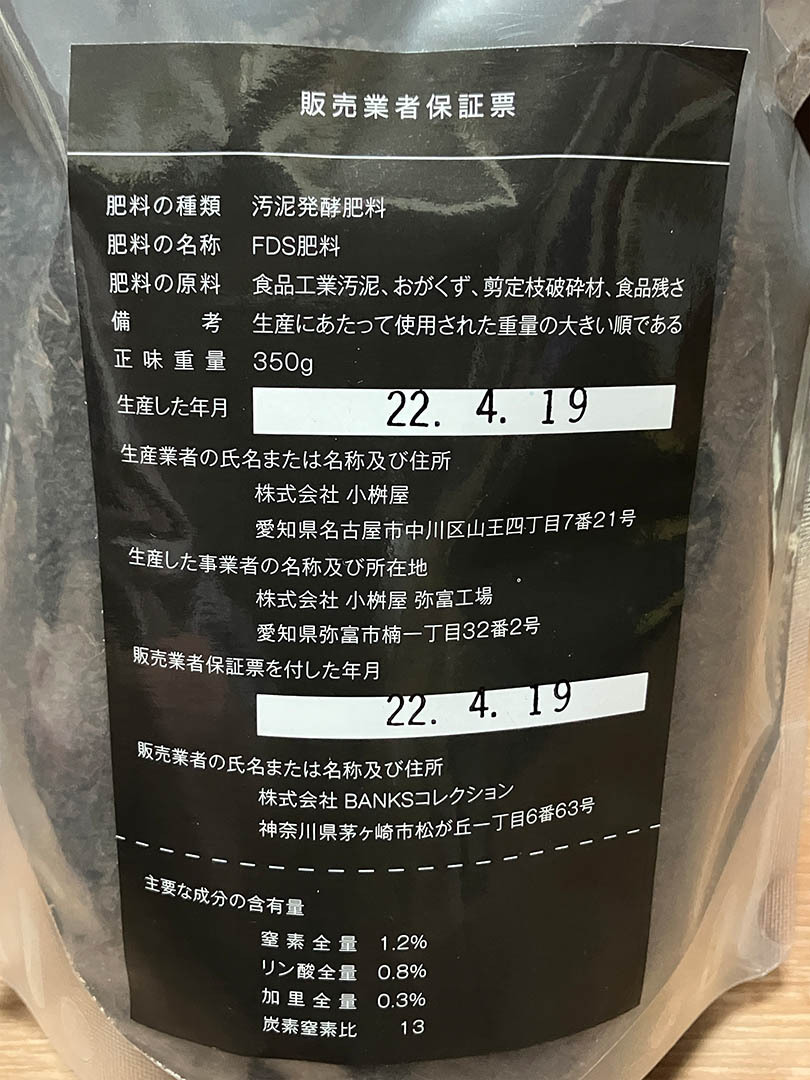 販売業者保証票
肥料の種類 汚泥発酵肥料
肥料の名称 FDS肥料
肥料の原料 食品工業汚泥、おがくず、剪定枝破砕材、食品残さ
備考 生産にあたって使用された重量の大きい順である
正味重量 350g
生産した年月 22. 4. 19
生産業者の氏名または名称及び住所
株式会社 小桝屋
愛知県名古屋市中川区山王四丁目7番21号
生産した事業者の名称及び所在地
株式会社 小桝屋 弥富工場
愛知県弥富市楠一丁目32番2号
販売業者保証票を付した年月
22. 4. 19
販売業者の氏名または名称及び住所
株式会社 BANKSコレクション
神奈川県茅ヶ崎市松が丘一丁目6番63号
主要な成分の含有量
窒素全量 1.2%
リン酸全量 0.8%
加里全量 0.3%
炭素窒素比 13